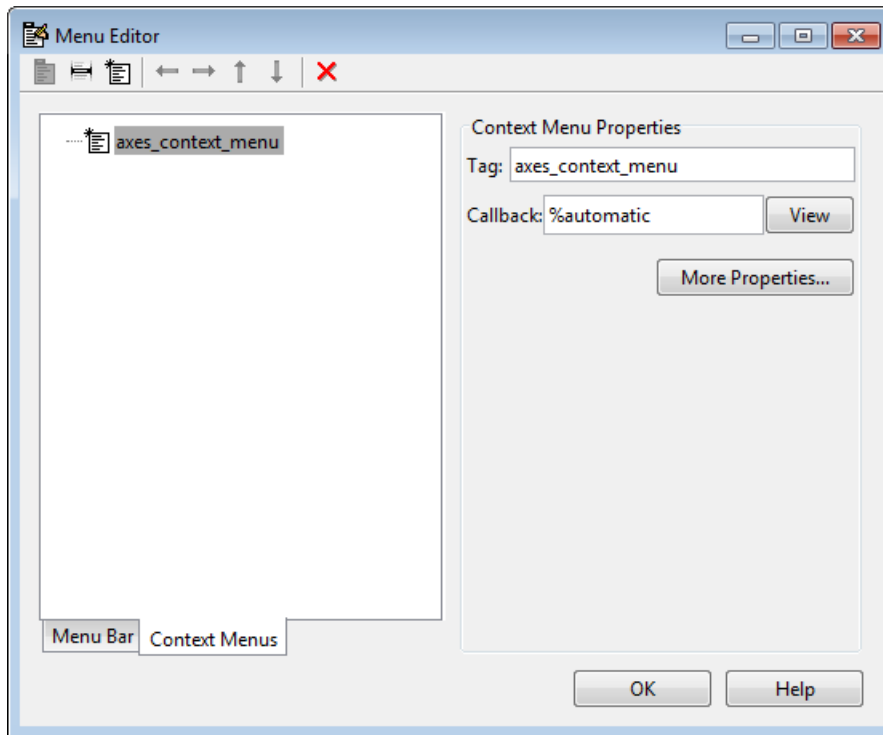 Menu Editor
axes_context_menu
Context Menu Properties
Tag: axes_context_menu
Callback: %automatic View
More Properties...
Menu Bar Context Menus
OK Help